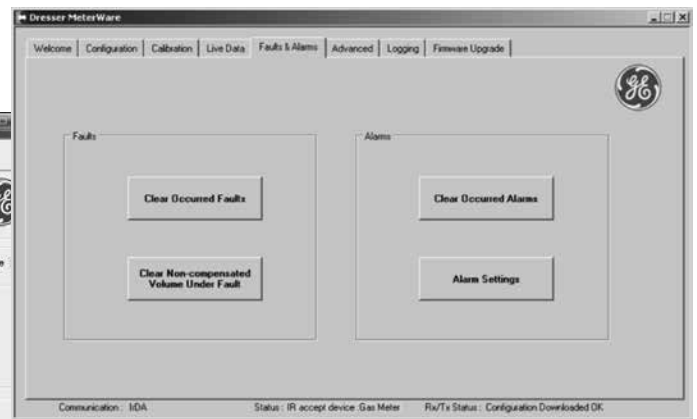 Dresser MeterWare
Welcome Configuration Calibration Live Data Faults & Alarms Advanced Logging Firmware Upgrade
GE
Faults
Clear Occurred Faults
Clear Non-compensated
Volume Under Fault
Alarms
Clear Occurred Alarms
Alarm Settings
Communication : IrDA Status : IR accept device :Gas Meter Rx/Tx Status : Configuration Downloaded OK